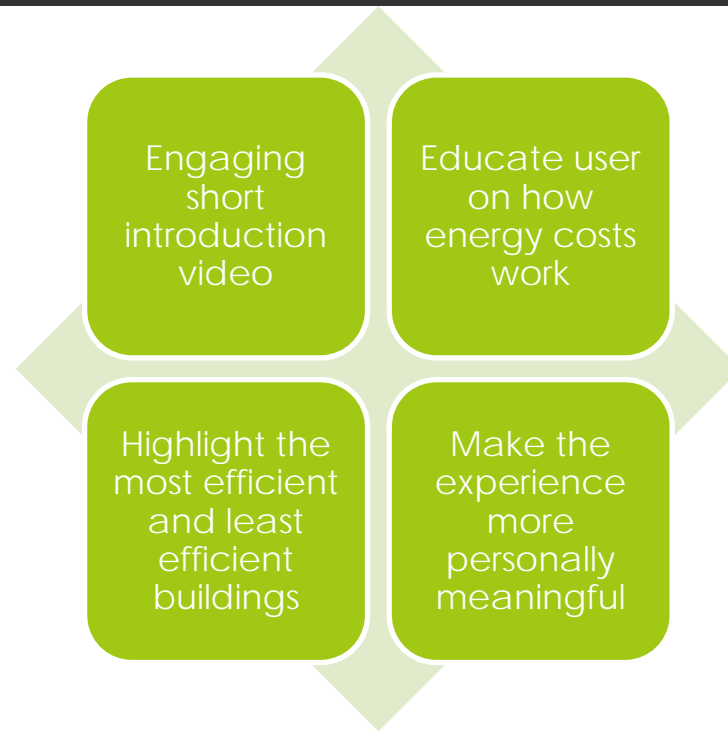 Engaging
short
introduction
video
Educate user
on how
energy costs
work
Highlight the
most efficient
and least
efficient
buildings
Make the
experience
more
personally
meaningful